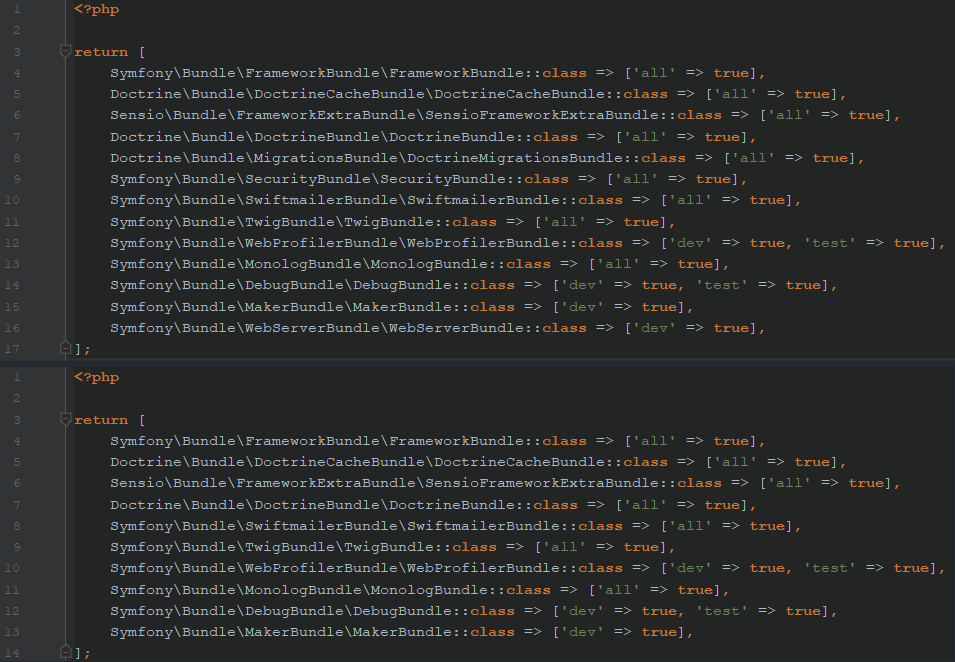 1 <?php
2
3 return [
4 Symfony\Bundle\FrameworkBundle\FrameworkBundle::class => ['all' => true],
5 Doctrine\Bundle\DoctrineCacheBundle\DoctrineCacheBundle::class => ['all' => true],
6 Sensio\Bundle\FrameworkExtraBundle\SensioFrameworkExtraBundle::class => ['all' => true],
7 Doctrine\Bundle\DoctrineBundle\DoctrineBundle::class => ['all' => true],
8 Doctrine\Bundle\MigrationsBundle\DoctrineMigrationsBundle::class => ['all' => true],
9 Symfony\Bundle\SecurityBundle\SecurityBundle::class => ['all' => true],
10 Symfony\Bundle\SwiftmailerBundle\SwiftmailerBundle::class => ['all' => true],
11 Symfony\Bundle\TwigBundle\TwigBundle::class => ['all' => true],
12 Symfony\Bundle\WebProfilerBundle\WebProfilerBundle::class => ['dev' => true, 'test' => true],
13 Symfony\Bundle\MonologBundle\MonologBundle::class => ['all' => true],
14 Symfony\Bundle\DebugBundle\DebugBundle::class => ['dev' => true, 'test' => true],
15 Symfony\Bundle\MakerBundle\MakerBundle::class => ['dev' => true],
16 Symfony\Bundle\WebServerBundle\WebServerBundle::class => ['dev' => true],
17 ];
1 <?php
2
3 return [
4 Symfony\Bundle\FrameworkBundle\FrameworkBundle::class => ['all' => true],
5 Doctrine\Bundle\DoctrineCacheBundle\DoctrineCacheBundle::class => ['all' => true],
6 Sensio\Bundle\FrameworkExtraBundle\SensioFrameworkExtraBundle::class => ['all' => true],
7 Doctrine\Bundle\DoctrineBundle\DoctrineBundle::class => ['all' => true],
8 Symfony\Bundle\SwiftmailerBundle\SwiftmailerBundle::class => ['all' => true],
9 Symfony\Bundle\TwigBundle\TwigBundle::class => ['all' => true],
10 Symfony\Bundle\WebProfilerBundle\WebProfilerBundle::class => ['dev' => true, 'test' => true],
11 Symfony\Bundle\MonologBundle\MonologBundle::class => ['all' => true],
12 Symfony\Bundle\DebugBundle\DebugBundle::class => ['dev' => true, 'test' => true],
13 Symfony\Bundle\MakerBundle\MakerBundle::class => ['dev' => true],
14 ];